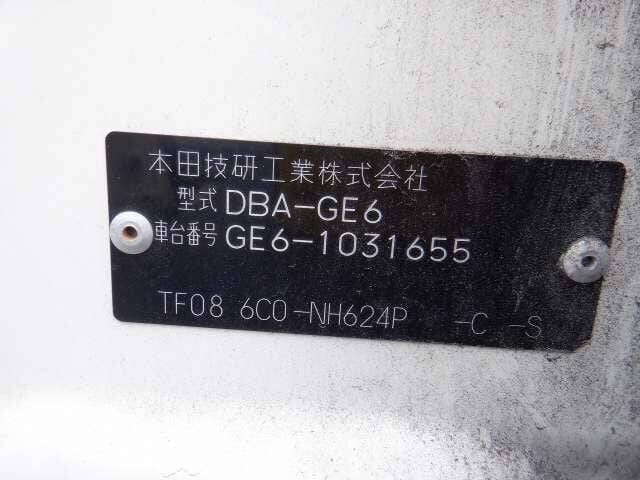 本田技研工業株式会社
型式 DBA-GE6
車台番号 GE6-1031655
TF08 6C0-NH624P -C -S